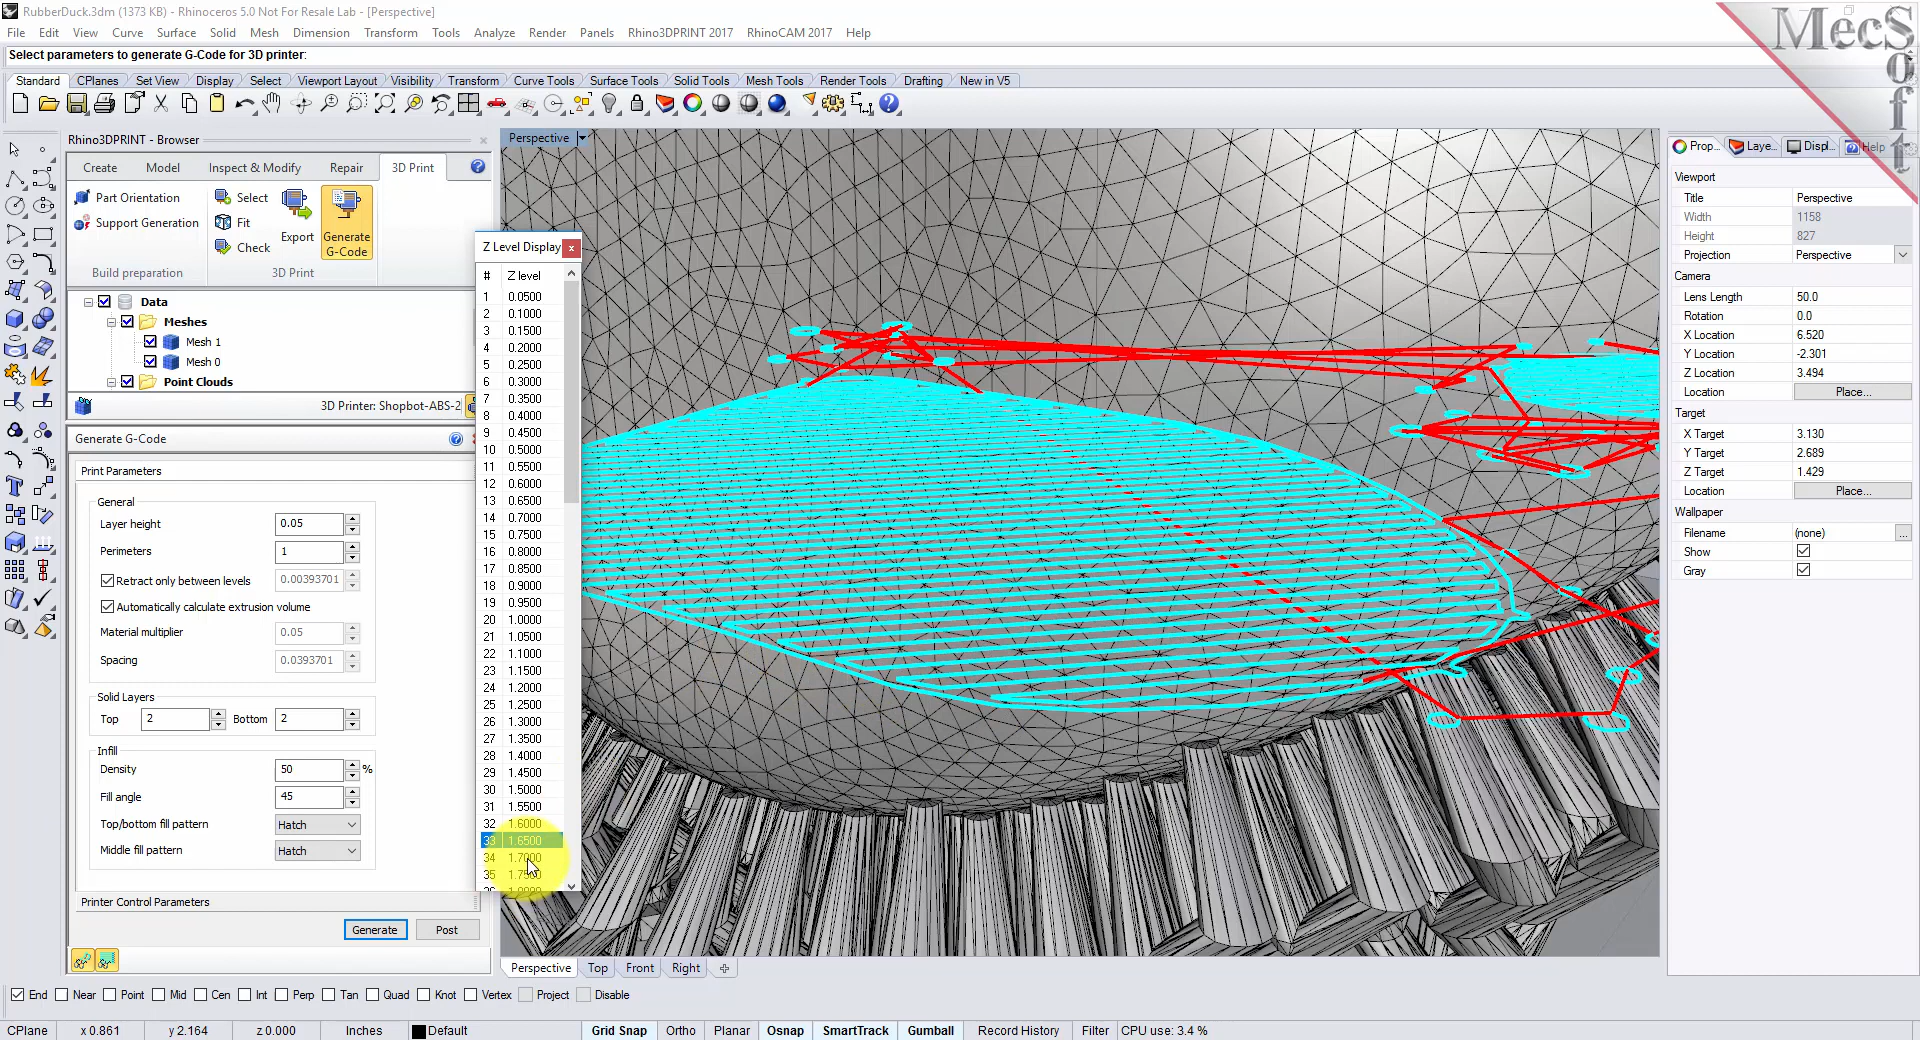 RubberDuck.3dm (1373 KB) - Rhinoceros 5.0 Not For Resale Lab - [Perspective]
File Edit View Curve Surface Solid Mesh Dimension Transform Tools Analyze Render Panels Rhino3DPRINT 2017 RhinoCAM 2017 Help
MecSoft
Select parameters to generate G-Code for 3D printer:
Standard CPlanes Set View Display Select Viewport Layout Visibility Transform Curve Tools Surface Tools Solid Tools Mesh Tools Render Tools Drafting New in V5
Rhino3DPRINT - Browser
Create Model Inspect & Modify Repair 3D Print
Part Orientation
Support Generation
Build preparation
Select
Fit
Check
Export
Generate
G-Code
3D Print
Data
Meshes
Mesh 1
Mesh 0
Point Clouds
3D Printer: Shopbot-ABS-2
Generate G-Code
Print Parameters
General
Layer height 0.05
Perimeters 1
Retract only between levels 0.00393701
Automatically calculate extrusion volume
Material multiplier 0.05
Spacing 0.0393701
Solid Layers
Top 2 Bottom 2
Infill
Density 50 %
Fill angle 45
Top/bottom fill pattern Hatch
Middle fill pattern Hatch
Printer Control Parameters
Generate Post
Z Level Display x
# Z level
1 0.0500
2 0.1000
3 0.1500
4 0.2000
5 0.2500
6 0.3000
7 0.3500
8 0.4000
9 0.4500
10 0.5000
11 0.5500
12 0.6000
13 0.6500
14 0.7000
15 0.7500
16 0.8000
17 0.8500
18 0.9000
19 0.9500
20 1.0000
21 1.0500
22 1.1000
23 1.1500
24 1.2000
25 1.2500
26 1.3000
27 1.3500
28 1.4000
29 1.4500
30 1.5000
31 1.5500
32 1.6000
33 1.6500
34 1.7000
35 1.7500
Perspective
Prop... Laye... Displ... Help
Viewport
Title Perspective
Width 1158
Height 827
Projection Perspective
Camera
Lens Length 50.0
Rotation 0.0
X Location 6.520
Y Location -2.301
Z Location 3.494
Location Place...
Target
X Target 3.130
Y Target 2.689
Z Target 1.429
Location Place...
Wallpaper
Filename (none) ...
Show
Gray
Perspective Top Front Right
End Near Point Mid Cen Int Perp Tan Quad Knot Vertex Project Disable
CPlane x 0.861 y 2.164 z 0.000 Inches Default Grid Snap Ortho Planar Osnap SmartTrack Gumball Record History Filter CPU use: 3.4 %